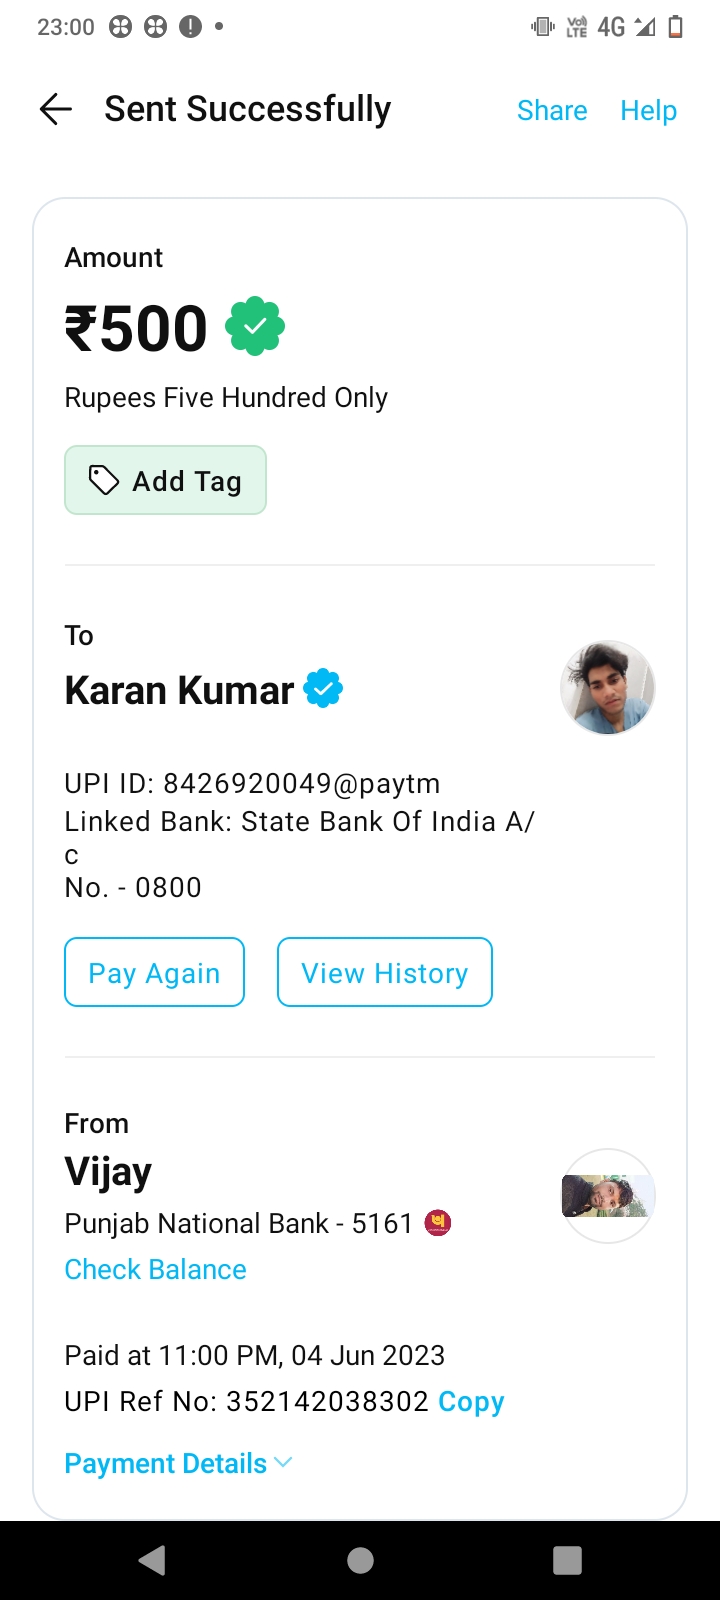 23:00
Vo) LTE 4G
Sent Successfully Share Help
Amount
₹500
Rupees Five Hundred Only
Add Tag
To
Karan Kumar
UPI ID: 8426920049@paytm
Linked Bank: State Bank Of India A/
c
No. - 0800
Pay Again View History
From
Vijay
Punjab National Bank - 5161
Check Balance
Paid at 11:00 PM, 04 Jun 2023
UPI Ref No: 352142038302 Copy
Payment Details